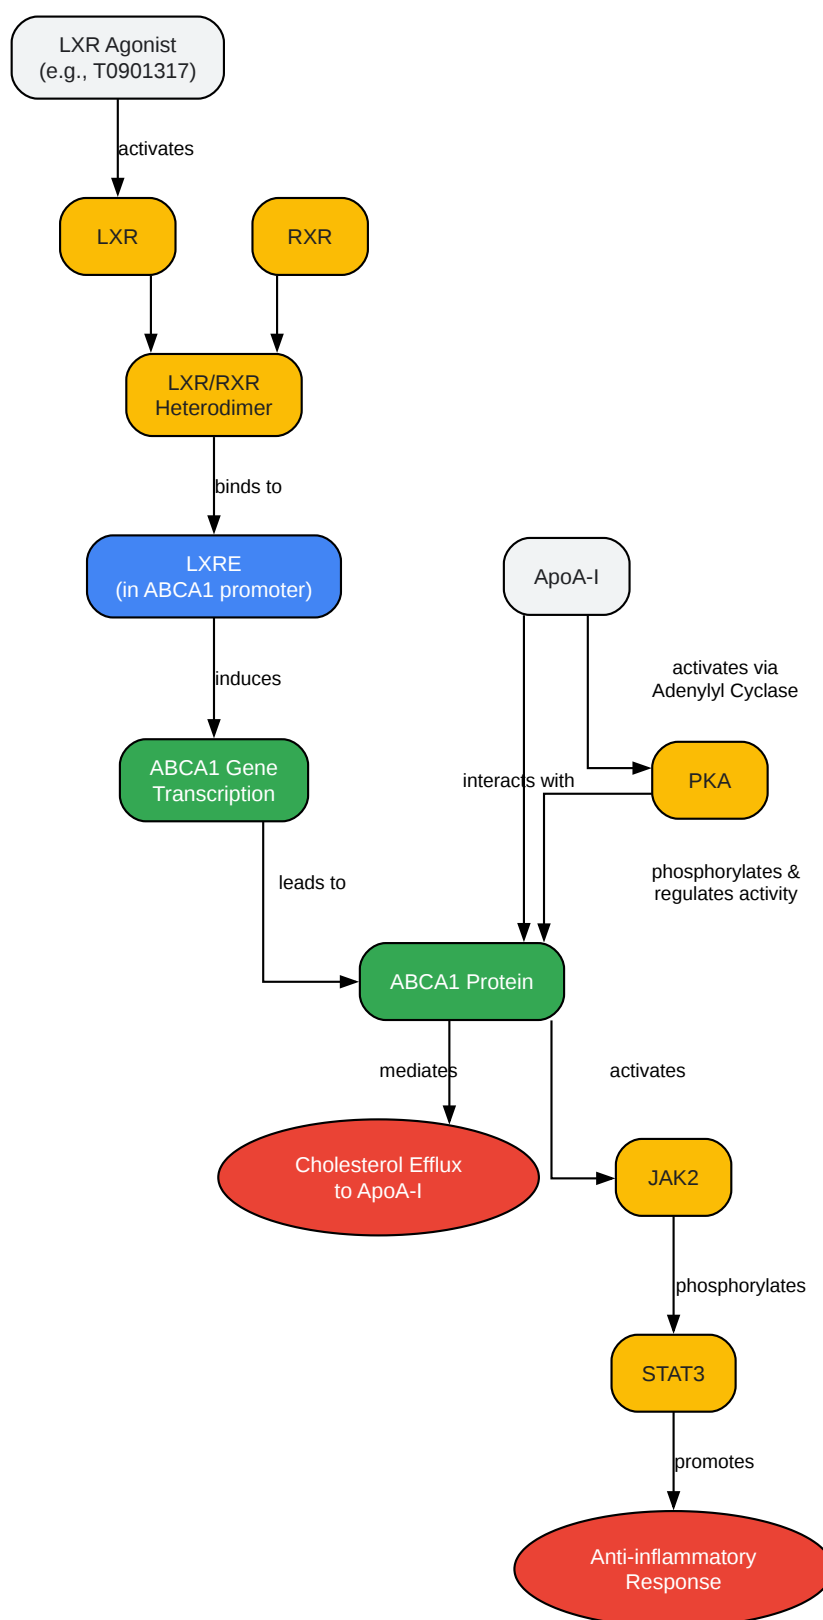 LXR Agonist
(e.g., T0901317)
activates
LXR
RXR
LXR/RXR
Heterodimer
binds to
LXRE
(in ABCA1 promoter)
ApoA-I
induces
activates via
Adenylyl Cyclase
ABCA1 Gene
Transcription
interacts with
PKA
leads to
phosphorylates &
regulates activity
ABCA1 Protein
mediates
activates
Cholesterol Efflux
to ApoA-I
JAK2
phosphorylates
STAT3
promotes
Anti-inflammatory
Response